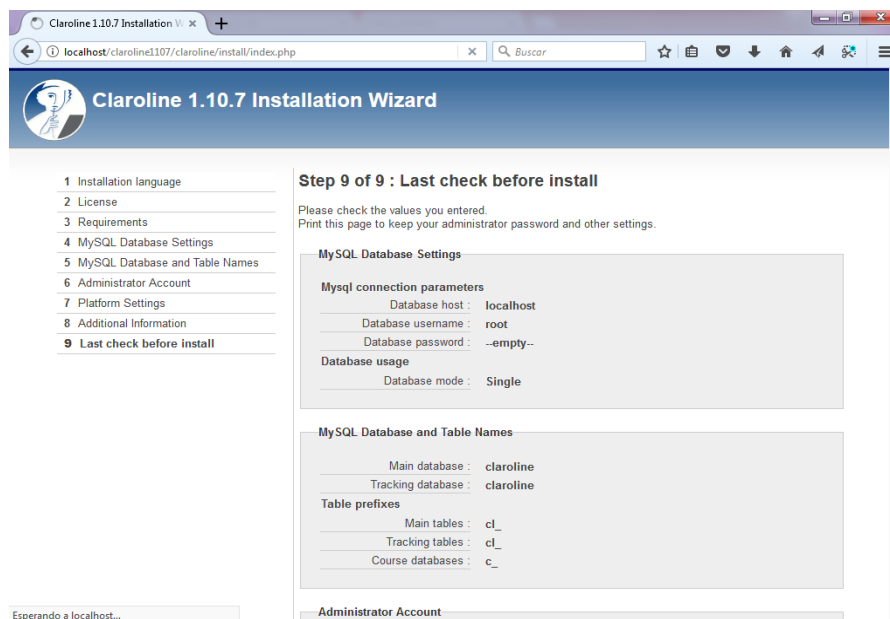 Claroline 1.10.7 Installation W
localhost/claroline1107/claroline/install/index.php
Buscar
Claroline 1.10.7 Installation Wizard
1 Installation language
2 License
3 Requirements
4 MySQL Database Settings
5 MySQL Database and Table Names
6 Administrator Account
7 Platform Settings
8 Additional Information
9 Last check before install
Step 9 of 9 : Last check before install
Please check the values you entered.
Print this page to keep your administrator password and other settings.
MySQL Database Settings
Mysql connection parameters
Database host : localhost
Database username : root
Database password : --empty--
Database usage
Database mode : Single
MySQL Database and Table Names
Main database : claroline
Tracking database : claroline
Table prefixes
Main tables : cl_
Tracking tables : cl_
Course databases : c_
Administrator Account
Esperando a localhost...